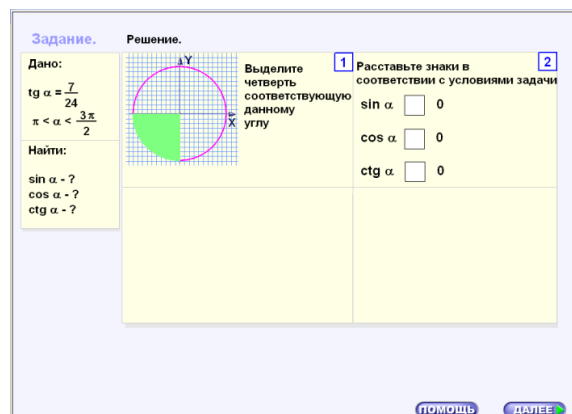 Задание.
Решение.
Дано:
tg α = 7/24
π < α < 3π/2
Найти:
sin α - ?
cos α - ?
ctg α - ?
Y
X
1
Выделите
четверть
соответствующую
данному
углу
2
Расставьте знаки в
соответствии с условиями задачи
sin α 0
cos α 0
ctg α 0
ПОМОЩЬ
ДАЛЕЕ